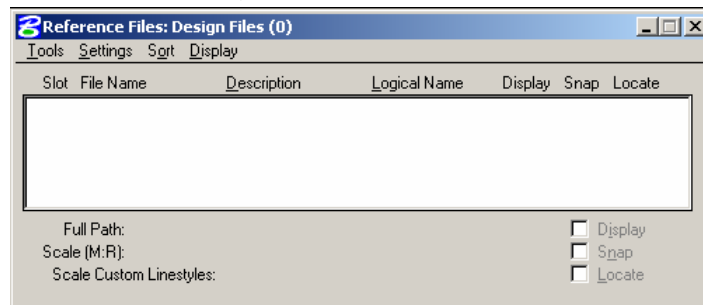 Reference Files: Design Files (0)
Tools Settings Sort Display
Slot File Name Description Logical Name Display Snap Locate
Full Path: Display
Scale (M:R): Snap
Scale Custom Linestyles: Locate